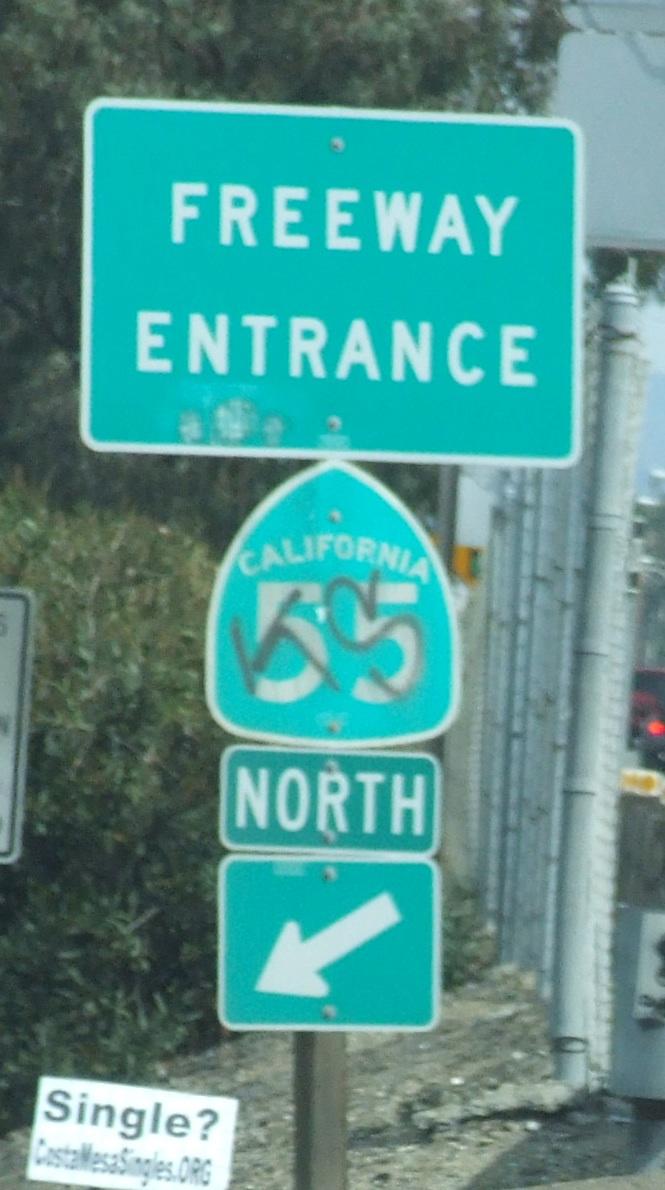 FREEWAY
ENTRANCE
CALIFORNIA
55
NORTH
Single?
CostaMesaSingles.ORG